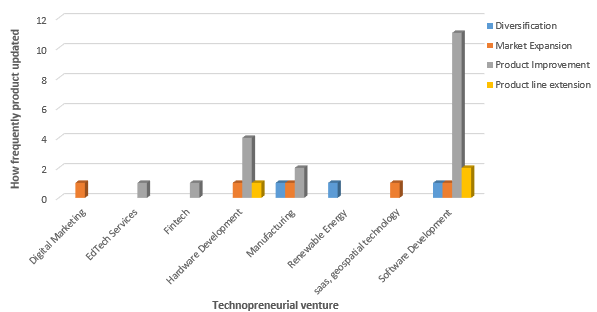 How frequently product updated
12
10
8
6
4
2
0
Digital Marketing
EdTech Services
Fintech
Hardware Development
Manufacturing
Renewable Energy
saas, geospatial technology
Software Development
Technopreneurial venture
Diversification
Market Expansion
Product Improvement
Product line extension